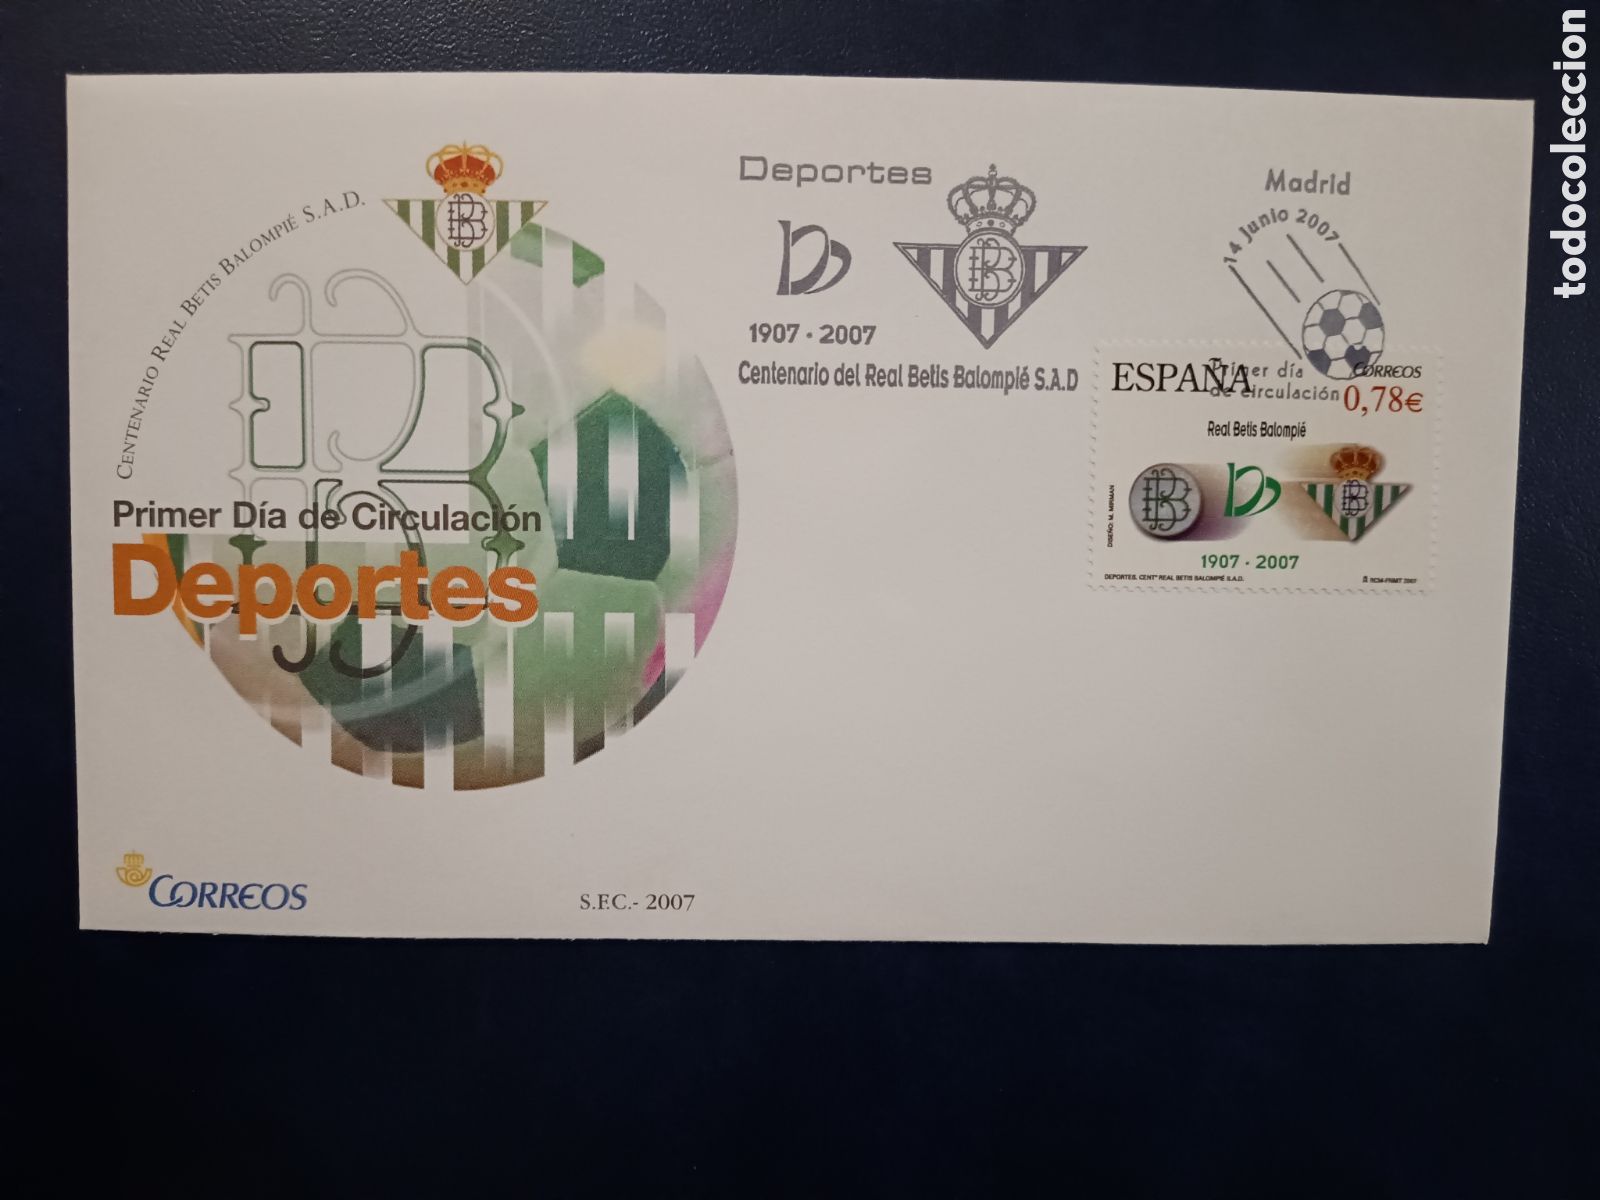 CENTENARIO REAL BETIS BALOMPIÉ S.A.D.
Primer Día de Circulación
Deportes
CORREOS
S.F.C.- 2007
Deportes
1907 · 2007
Centenario del Real Betis Balompié S.A.D
Madrid
14 Junio 2007
Primer día
de circulación
ESPAÑA
CORREOS
0,78€
Real Betis Balompié
DISEÑO: M. MIRMAN
1907 · 2007
DEPORTES. CENTº REAL BETIS BALOMPIÉ S.A.D.
RCM-FNMT 2007
todocoleccion